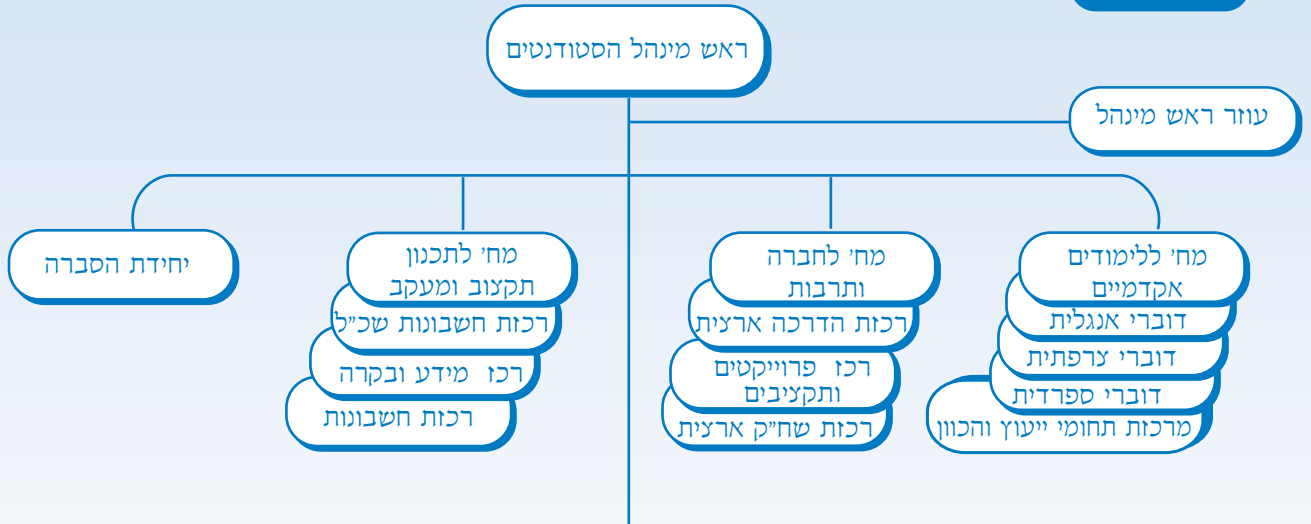 ראש מינהל הסטודנטים
עוזר ראש מינהל
מח' ללימודים
אקדמיים
דוברי אנגלית
דוברי צרפתית
דוברי ספרדית
מרכזת תחומי ייעוץ והכוון
מח' לחברה
ותרבות
רכזת הדרכה ארצית
רכז פרוייקטים
ותקציבים
רכזת שח"ק ארצית
מח' לתכנון
תקצוב ומעקב
רכזת חשבונות שכ"ל
רכז מידע ובקרה
רכזת חשבונות
יחידת הסברה